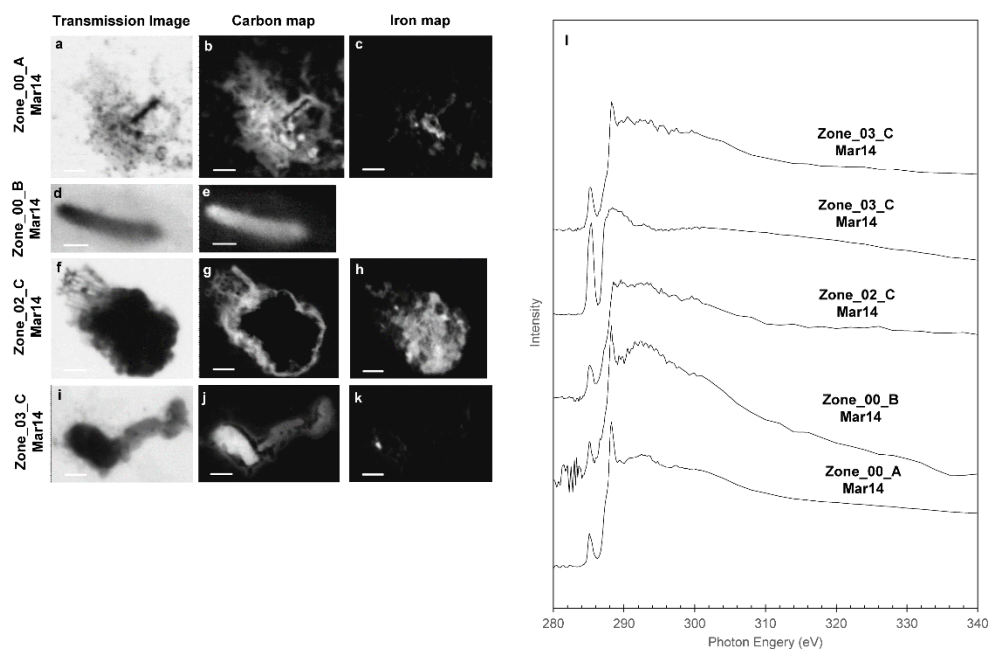 Transmission Image Carbon map Iron map
Zone_00_A
Mar14
a b c
Zone_00_B
Mar14
d e
Zone_02_C
Mar14
f g h
Zone_03_C
Mar14
i j k
l
Zone_03_C
Mar14
Zone_03_C
Mar14
Zone_02_C
Mar14
Zone_00_B
Mar14
Zone_00_A
Mar14
Intensity
280 290 300 310 320 330 340
Photon Engery (eV)